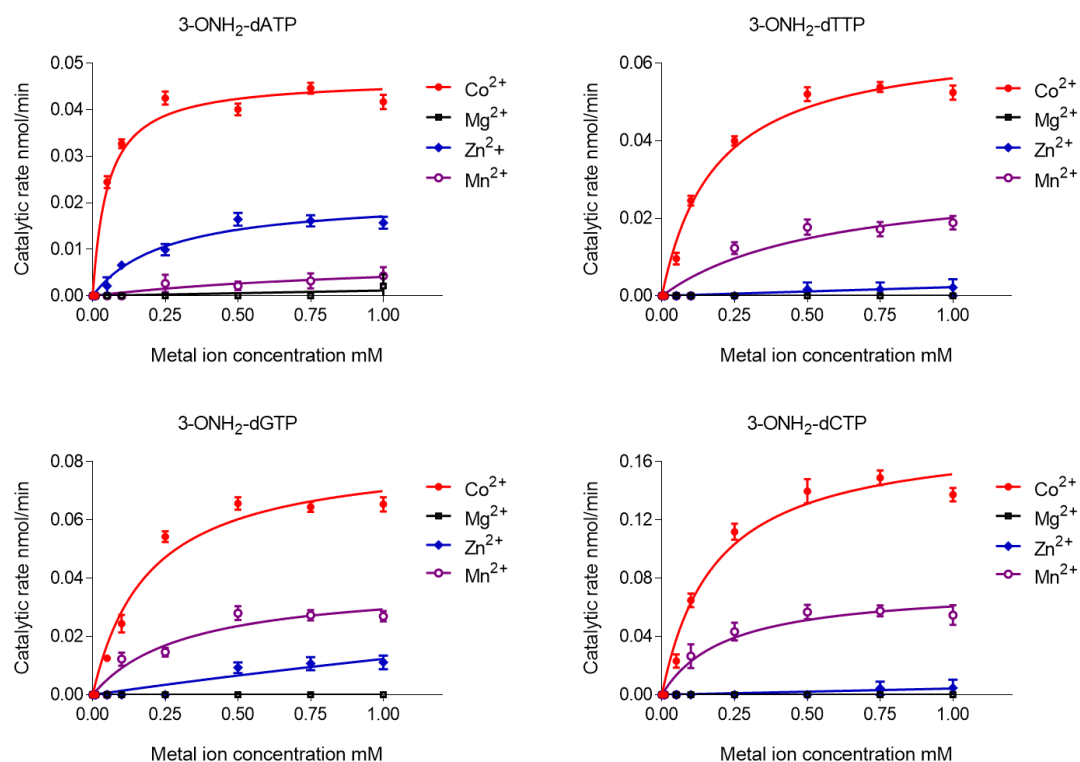 3-ONH2-dATP
Catalytic rate nmol/min
0.05
0.04
0.03
0.02
0.01
0.00
0.00 0.25 0.50 0.75 1.00
Metal ion concentration mM
Co2+
Mg2+
Zn2+
Mn2+
3-ONH2-dTTP
Catalytic rate nmol/min
0.06
0.04
0.02
0.00
0.00 0.25 0.50 0.75 1.00
Metal ion concentration mM
Co2+
Mg2+
Zn2+
Mn2+
3-ONH2-dGTP
Catalytic rate nmol/min
0.08
0.06
0.04
0.02
0.00
0.00 0.25 0.50 0.75 1.00
Metal ion concentration mM
Co2+
Mg2+
Zn2+
Mn2+
3-ONH2-dCTP
Catalytic rate nmol/min
0.16
0.12
0.08
0.04
0.00
0.00 0.25 0.50 0.75 1.00
Metal ion concentration mM
Co2+
Mg2+
Zn2+
Mn2+